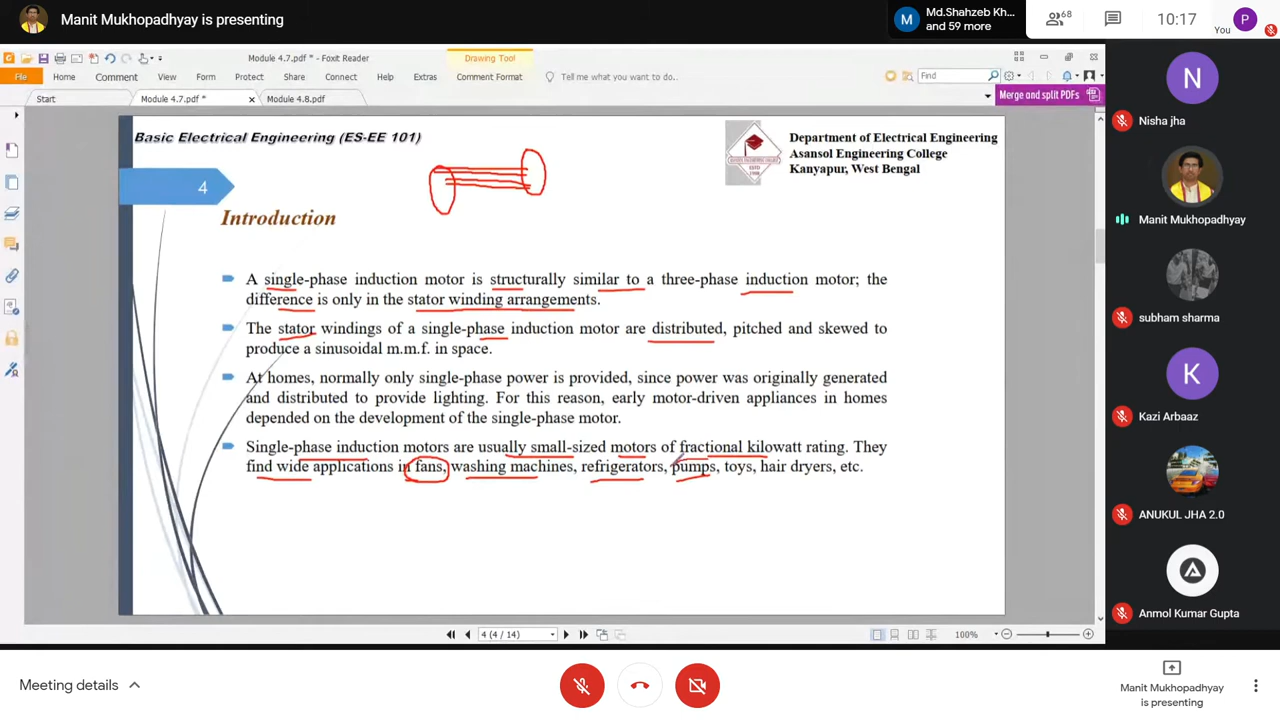 Manit Mukhopadhyay is presenting
M
Md.Shahzeb Kh...
and 59 more
68
10:17
You
P
Module 4.7.pdf * - Foxit Reader
Drawing Tool
File
Home
Comment
View
Form
Protect
Share
Connect
Help
Extras
Comment Format
Tell me what you want to do..
Find
Start
Module 4.7.pdf *
Module 4.8.pdf
Merge and split PDFs
Basic Electrical Engineering (ES-EE 101)
Department of Electrical Engineering
Asansol Engineering College
Kanyapur, West Bengal
4
Introduction
A single-phase induction motor is structurally similar to a three-phase induction motor; the
difference is only in the stator winding arrangements.
The stator windings of a single-phase induction motor are distributed, pitched and skewed to
produce a sinusoidal m.m.f. in space.
At homes, normally only single-phase power is provided, since power was originally generated
and distributed to provide lighting. For this reason, early motor-driven appliances in homes
depended on the development of the single-phase motor.
Single-phase induction motors are usually small-sized motors of fractional kilowatt rating. They
find wide applications in fans, washing machines, refrigerators, pumps, toys, hair dryers, etc.
4 (4 / 14)
100%
N
Nisha jha
Manit Mukhopadhyay
subham sharma
K
Kazi Arbaaz
ANUKUL JHA 2.0
Anmol Kumar Gupta
Meeting details
Manit Mukhopadhyay
is presenting